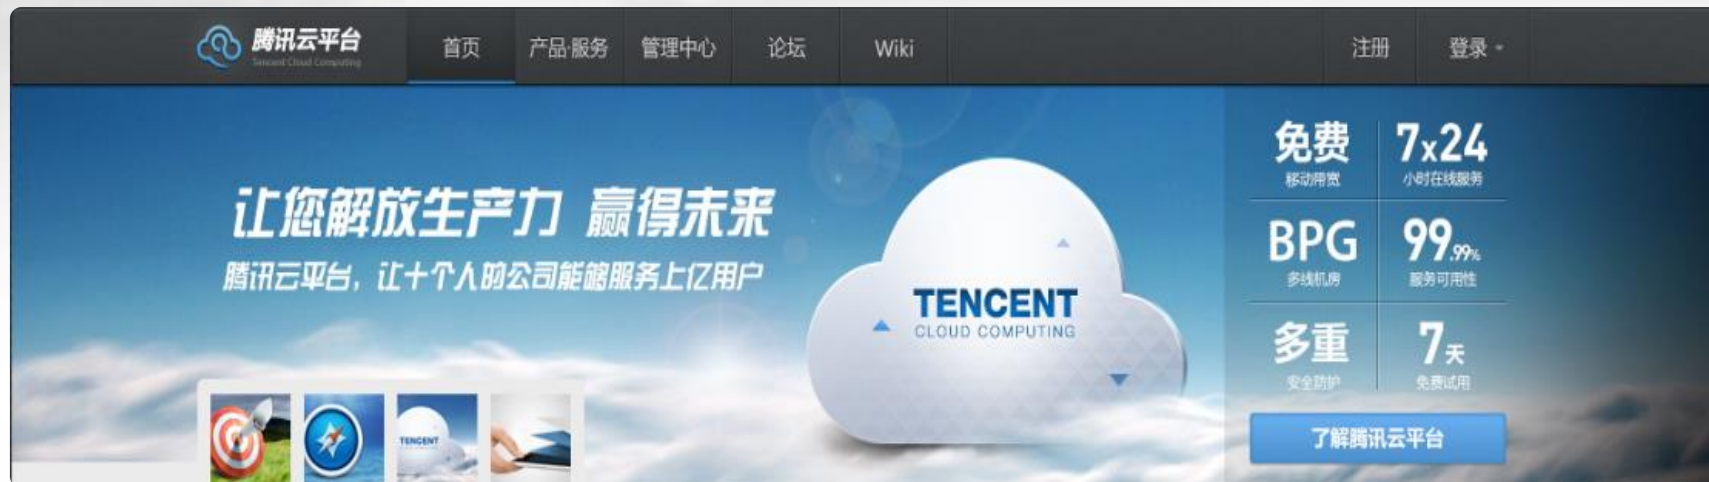 腾讯云平台
Tencent Cloud Computing
首页 产品·服务 管理中心 论坛 Wiki 注册 登录
让您解放生产力 赢得未来
腾讯云平台，让十个人的公司能够服务上亿用户
TENCENT
CLOUD COMPUTING
免费 7x24
移动带宽 小时在线服务
BPG 99.99%
多线机房 服务可用性
多重 7天
安全防护 免费试用
了解腾讯云平台
TENCENT